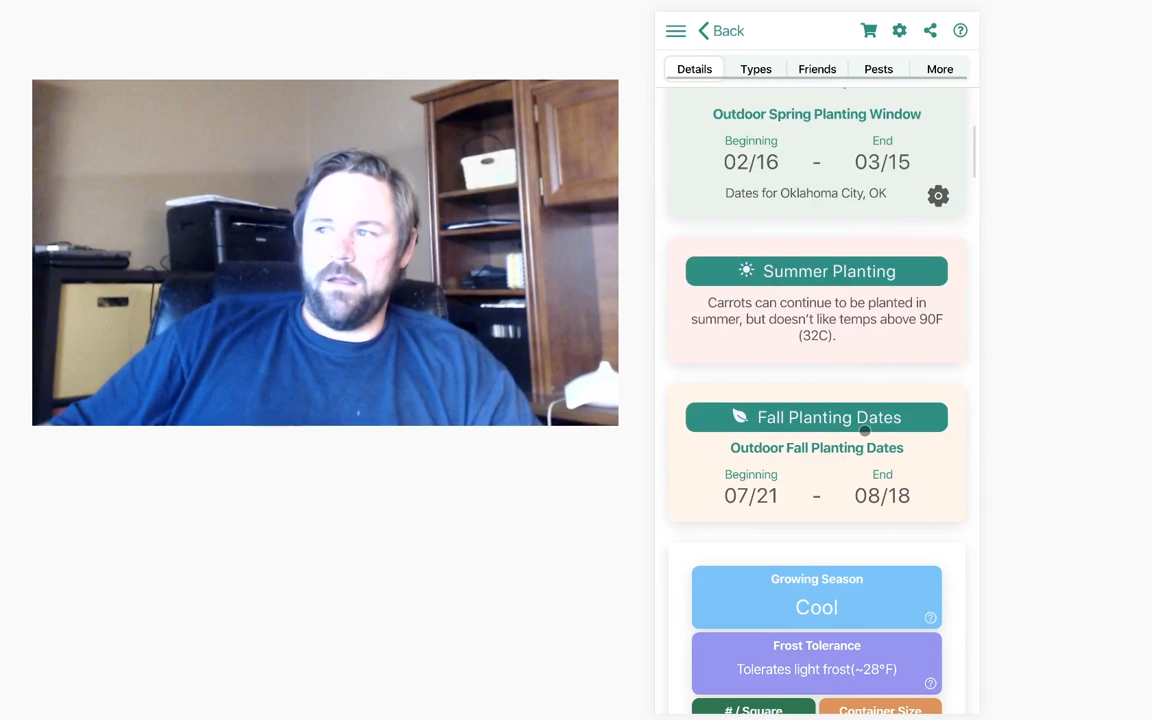 Back
Details Types Friends Pests More
Outdoor Spring Planting Window
Beginning End
02/16 - 03/15
Dates for Oklahoma City, OK
Summer Planting
Carrots can continue to be planted in
summer, but doesn't like temps above 90F
(32C).
Fall Planting Dates
Outdoor Fall Planting Dates
Beginning End
07/21 - 08/18
Growing Season
Cool
Frost Tolerance
Tolerates light frost(~28°F)
# / Square Container Size